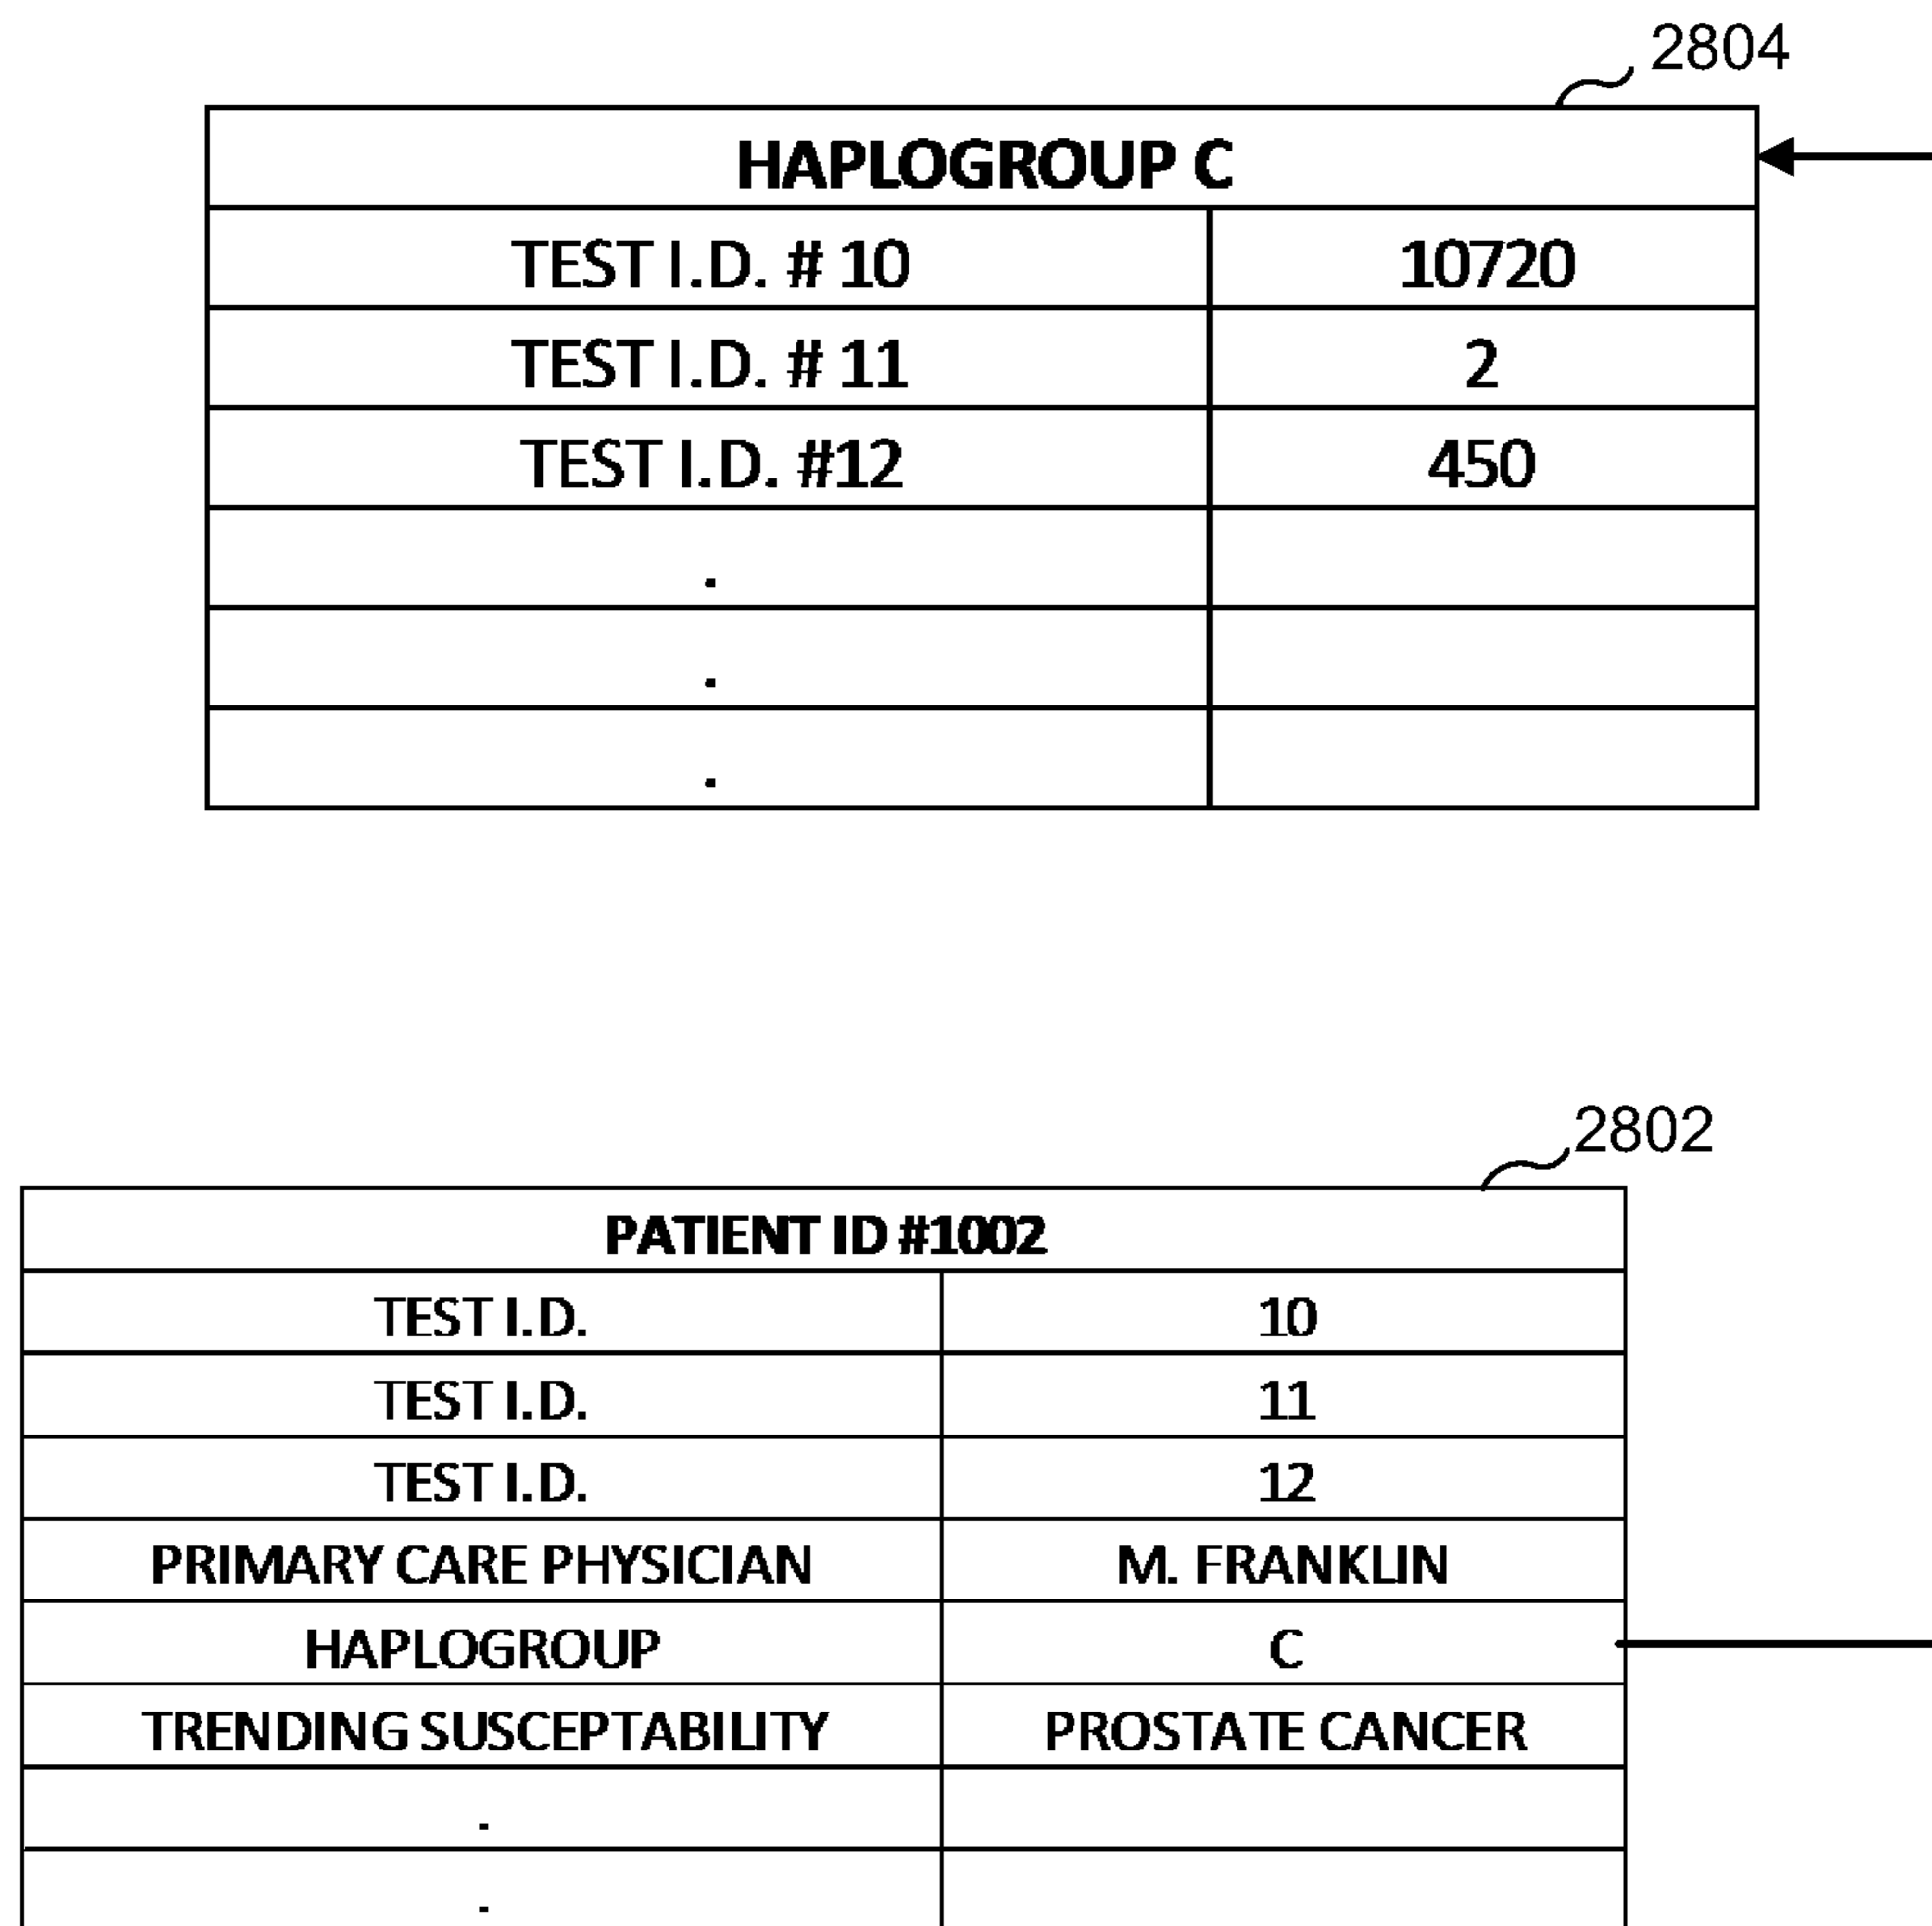 2804
HAPLOGROUP C
TEST I.D. # 10 10720
TEST I.D. # 11 2
TEST I.D. #12 450
.
.
.
2802
PATIENT ID #1002
TEST I.D. 10
TEST I.D. 11
TEST I.D. 12
PRIMARY CARE PHYSICIAN M. FRANKLIN
HAPLOGROUP C
TRENDING SUSCEPTABILITY PROSTATE CANCER
.
.